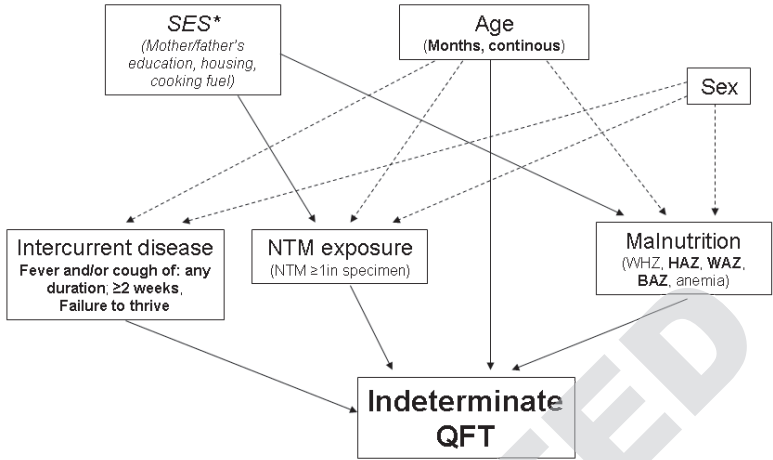 SES*
(Mother/father's
education, housing,
cooking fuel)
Age
(Months, continous)
Sex
Intercurrent disease
Fever and/or cough of: any
duration; ≥2 weeks,
Failure to thrive
NTM exposure
(NTM ≥1in specimen)
Malnutrition
(WHZ, HAZ, WAZ,
BAZ, anemia)
Indeterminate
QFT
TED